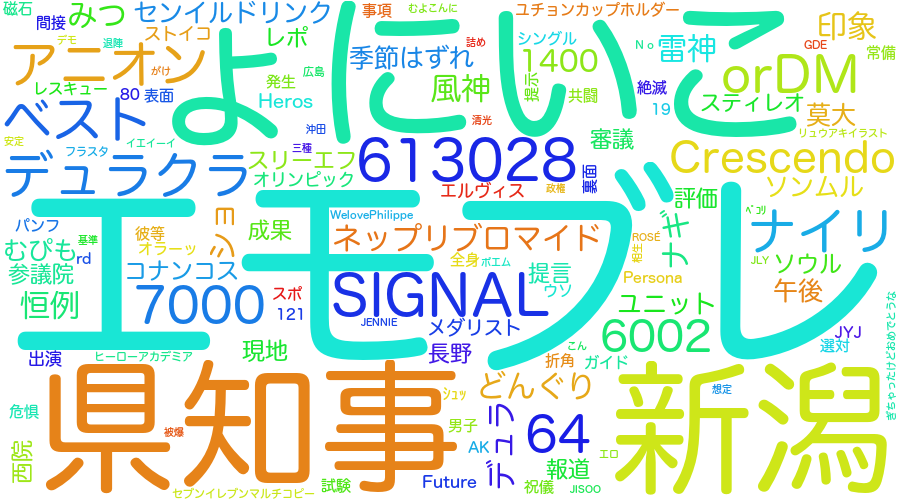 磁石
みつ
間接
センイルドリンク
事項
むよこんに
ユチョンカップホルダー
印象
デモ
退陣
ストイコ
レポ
詰め
シングル
No
GDE
常備
アニオン
がけ
よにいこ
季節はずれ
雷神
レスキュー
80
表面
発生
広島
1400
orDM
Heros
風神
提示
共闘
絶滅
19
スティレオ
莫大
ベスト
沖田
清光
リュウアキイラスト
安定
フラスタ
イエイーイ
三種
613028
審議
Crescendo
デュラクラ
スリーエフ
オリンピック
エルヴィス
政権
裏面
評価
ソンムル
パンフ
ョシ
WelovePhilippe
ﾍﾟｺﾘ
むぴも
基準
彼等
オラーッ
成果
ネップリブロマイド
ROSÉ
相生
ナギ
ナイリ
エモブレ
rd
全身
ポエム
JLY
ソウル
参議院
コナンコス
提言
ウソ
Persona
午後
恒例
7000
スポ
121
SIGNAL
JENNIE
メダリスト
ユニット
6002
JYJ
選対
出演
ヒーローアカデミア
現地
長野
こん
折角
ガイド
ぎちゃったけどおめでとうな
県知事
新潟
ｼｭｯ
どんぐり
想定
危惧
被爆
男子
デュラ
64
西院
AK
エロ
報道
セブンイレブンマルチコピー
試験
Future
祝儀
JISOO